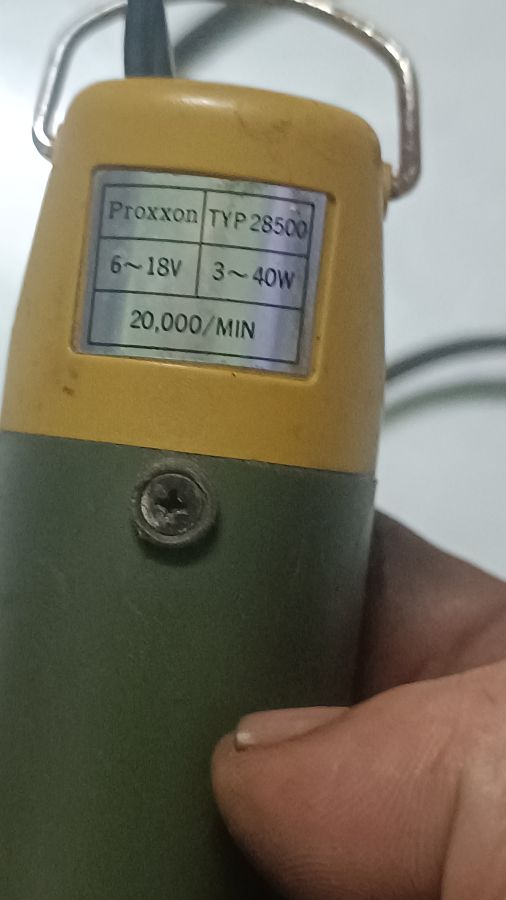 Proxxon TYP 28500
6~18V 3~40W
20,000/MIN